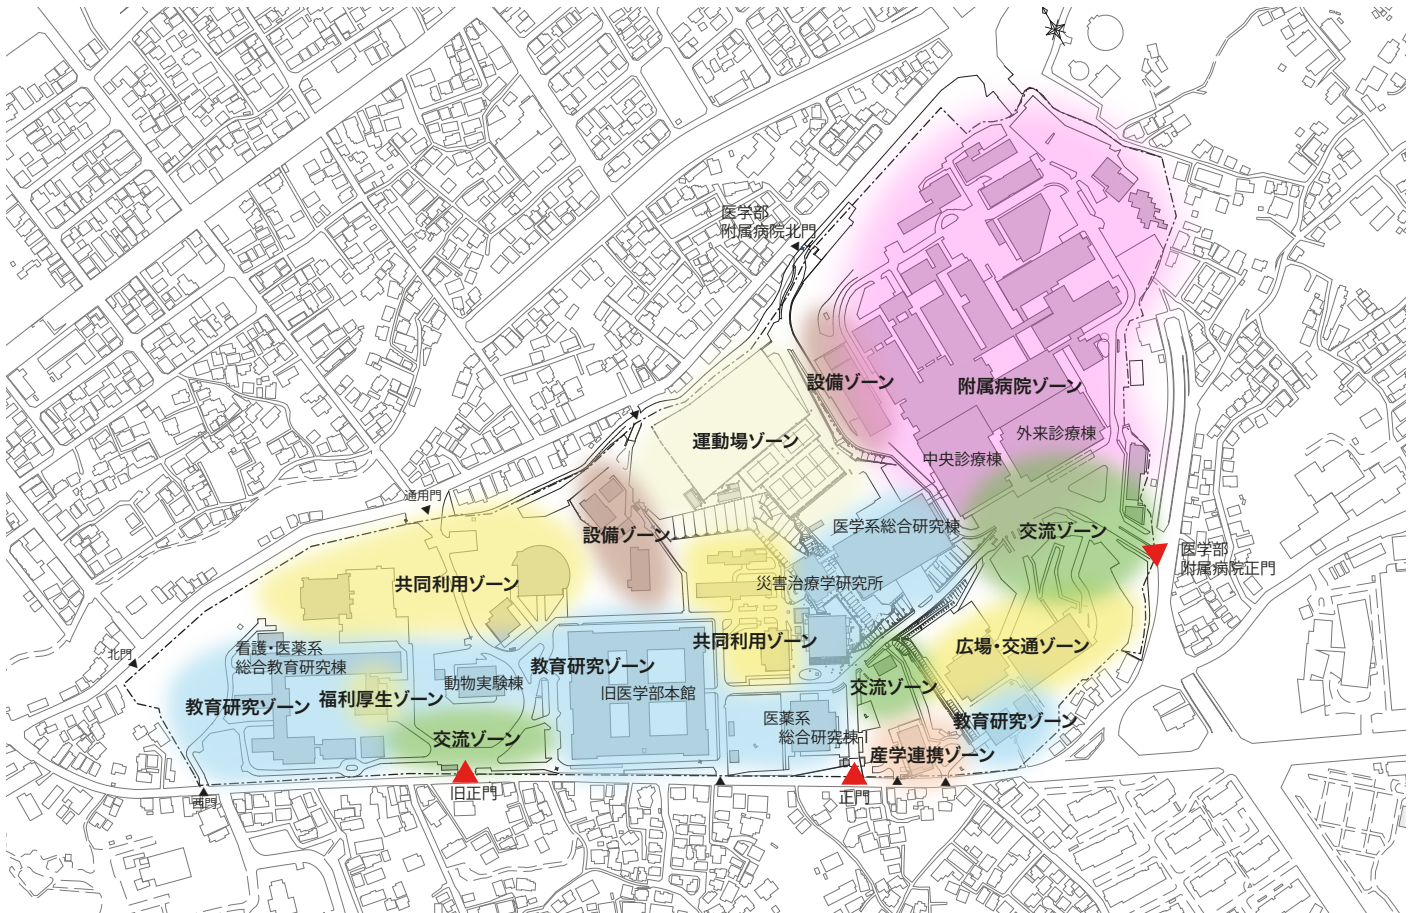 医学部
附属病院北門
設備ゾーン
附属病院ゾーン
運動場ゾーン
外来診療棟
中央診療棟
通用門
医学系総合研究棟
設備ゾーン
交流ゾーン
医学部
附属病院正門
共同利用ゾーン
災害治療学研究所
北門
看護・医薬系
総合教育研究棟
共同利用ゾーン
広場・交通ゾーン
教育研究ゾーン
動物実験棟
旧医学部本館
交流ゾーン
教育研究ゾーン
福利厚生ゾーン
医薬系
総合研究棟Ⅰ
教育研究ゾーン
交流ゾーン
産学連携ゾーン
西門
旧正門
正門